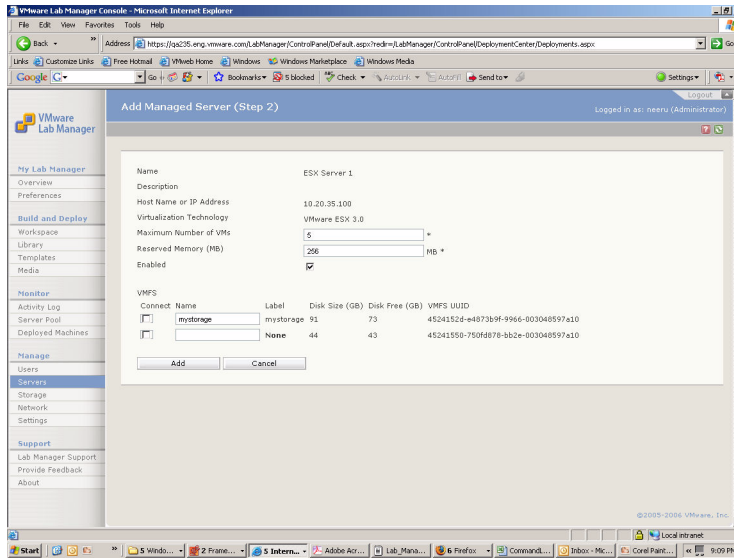 VMware Lab Manager Console - Microsoft Internet Explorer
File Edit View Favorites Tools Help
Back » Address https://qa235.eng.vmware.com/LabManager/ControlPanel/Default.aspx?redir=/LabManager/ControlPanel/DeploymentCenter/Deployments.aspx Go
Links Customize Links Free Hotmail VMweb Home Windows Windows Marketplace Windows Media
Google G Go Bookmarks 5 blocked Check AutoLink AutoFill Send to Settings
Logout
VMware
Lab Manager
Add Managed Server (Step 2)
Logged in as: neeru (Administrator)
My Lab Manager
Overview
Preferences
Build and Deploy
Workspace
Library
Templates
Media
Monitor
Activity Log
Server Pool
Deployed Machines
Manage
Users
Servers
Storage
Network
Settings
Support
Lab Manager Support
Provide Feedback
About
Name ESX Server 1
Description
Host Name or IP Address 10.20.35.100
Virtualization Technology VMware ESX 3.0
Maximum Number of VMs 5 *
Reserved Memory (MB) 256 MB *
Enabled
VMFS
Connect Name Label Disk Size (GB) Disk Free (GB) VMFS UUID
mystorage mystorage 91 73 4524152d-e4873b9f-9966-003048597a10
None 44 43 45241550-750fd878-bb2e-003048597a10
Add Cancel
©2005-2006 VMware, Inc.
Local intranet
Start » 5 Windo... 2 Frame... 5 Intern... Adobe Acr... Lab_Mana... 6 Firefox CommandL... Inbox - Mic... Corel Paint... « 9:09 PM